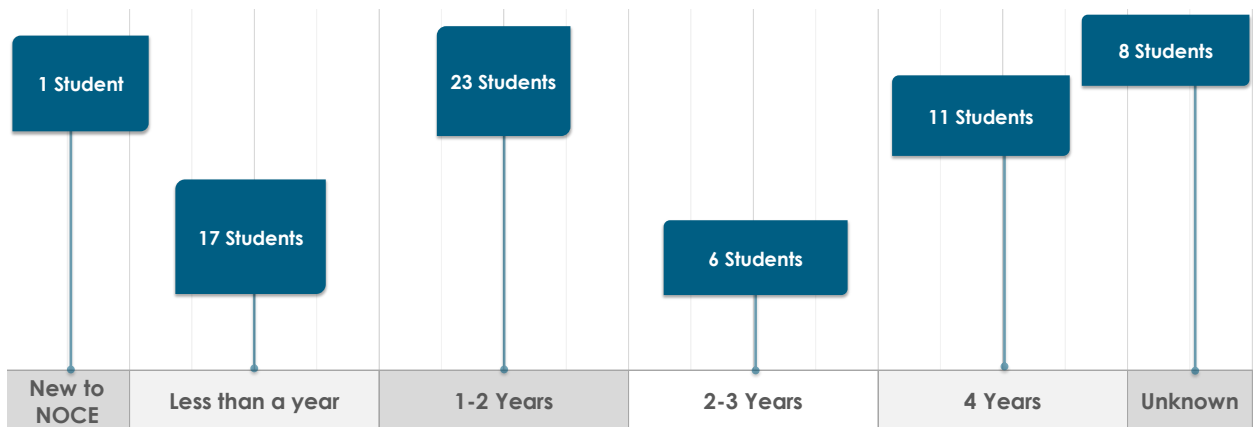 1 Student
17 Students
23 Students
6 Students
11 Students
8 Students
New to
NOCE
Less than a year
1-2 Years
2-3 Years
4 Years
Unknown